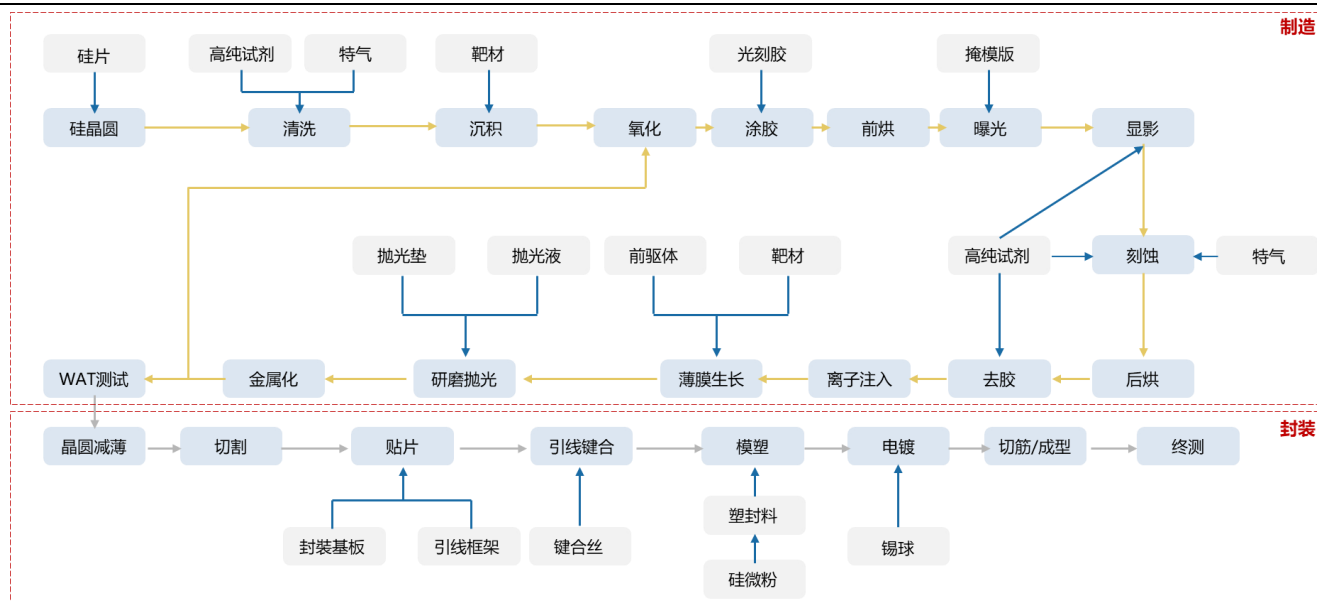 制造
硅片
高纯试剂
特气
靶材
光刻胶
掩模版
硅晶圆
清洗
沉积
氧化
涂胶
前烘
曝光
显影
抛光垫
抛光液
前驱体
靶材
高纯试剂
刻蚀
特气
WAT测试
金属化
研磨抛光
薄膜生长
离子注入
去胶
后烘
封装
晶圆减薄
切割
贴片
引线键合
模塑
电镀
切筋/成型
终测
封装基板
引线框架
键合丝
塑封料
锡球
硅微粉